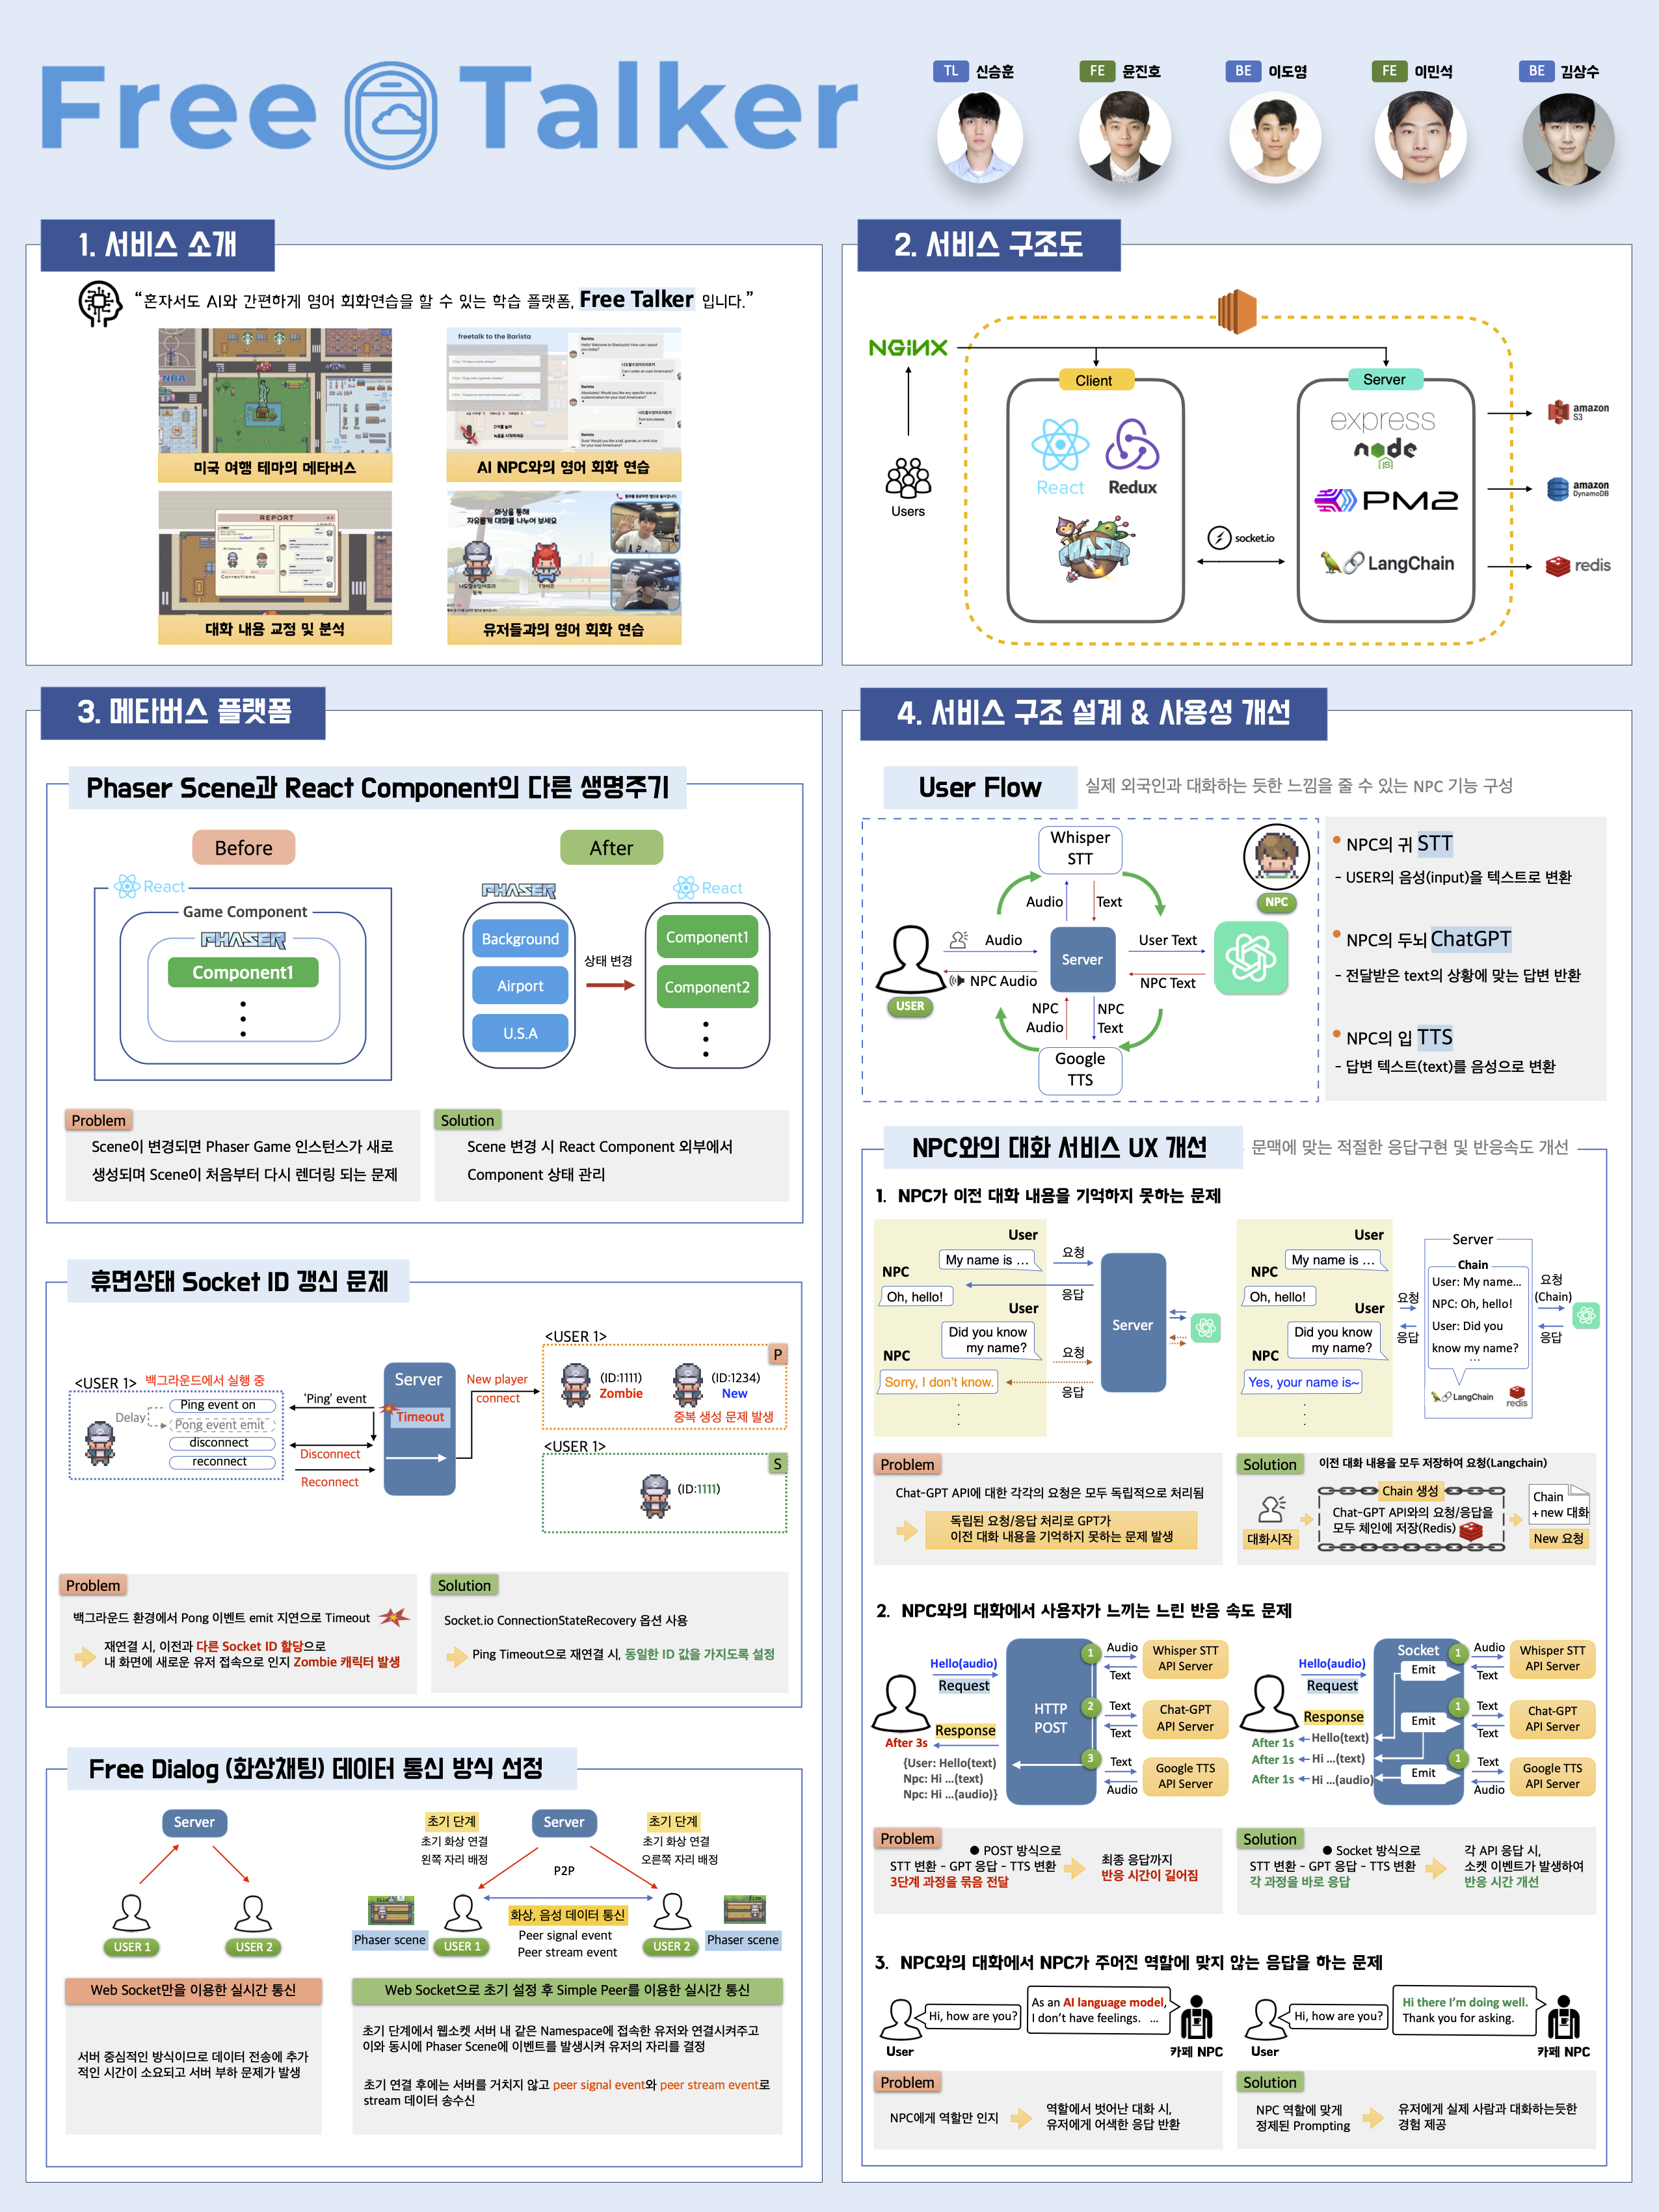 Free Talker
TL 신승훈
FE 윤진호
BE 이도영
FE 이민석
BE 김상수
1. 서비스 소개
“혼자서도 AI와 간편하게 영어 회화연습을 할 수 있는 학습 플랫폼, Free Talker 입니다.”
NBA
미국 여행 테마의 메타버스
freetalk to the Barista
Barista
AI NPC와의 영어 회화 연습
REPORT
Corrections
대화 내용 교정 및 분석
화상을 통해
자유롭게 대화를 나누어 보세요
유저들과의 영어 회화 연습
2. 서비스 구조도
NGiNX
Users
Client
React
Redux
PHASER
socket.io
Server
express
node
JS
PM2
LangChain
amazon
S3
amazon
DynamoDB
redis
3. 메타버스 플랫폼
Phaser Scene과 React Component의 다른 생명주기
Before
React
Game Component
PHASER
Component1
After
PHASER
React
Background
Airport
U.S.A
상태 변경
Component1
Component2
Problem
Scene이 변경되면 Phaser Game 인스턴스가 새로
생성되며 Scene이 처음부터 다시 렌더링 되는 문제
Solution
Scene 변경 시 React Component 외부에서
Component 상태 관리
휴면상태 Socket ID 갱신 문제
<USER 1> 백그라운드에서 실행 중
Delay
Ping event on
Pong event emit
disconnect
reconnect
‘Ping’ event
Disconnect
Reconnect
Server
Timeout
New player
connect
<USER 1>
P
(ID:1111)
Zombie
(ID:1234)
New
중복 생성 문제 발생
<USER 1>
S
(ID:1111)
Problem
백그라운드 환경에서 Pong 이벤트 emit 지연으로 Timeout
재연결 시, 이전과 다른 Socket ID 할당으로
내 화면에 새로운 유저 접속으로 인지 Zombie 캐릭터 발생
Solution
Socket.io ConnectionStateRecovery 옵션 사용
Ping Timeout으로 재연결 시, 동일한 ID 값을 가지도록 설정
Free Dialog (화상채팅) 데이터 통신 방식 선정
Server
USER 1
USER 2
초기 단계
초기 화상 연결
왼쪽 자리 배정
Server
P2P
초기 단계
초기 화상 연결
오른쪽 자리 배정
Phaser scene
USER 1
화상, 음성 데이터 통신
Peer signal event
Peer stream event
USER 2
Phaser scene
Web Socket만을 이용한 실시간 통신
서버 중심적인 방식이므로 데이터 전송에 추가
적인 시간이 소요되고 서버 부하 문제가 발생
Web Socket으로 초기 설정 후 Simple Peer를 이용한 실시간 통신
초기 단계에서 웹소켓 서버 내 같은 Namespace에 접속한 유저와 연결시켜주고
이와 동시에 Phaser Scene에 이벤트를 발생시켜 유저의 자리를 결정
초기 연결 후에는 서버를 거치지 않고 peer signal event와 peer stream event로
stream 데이터 송수신
4. 서비스 구조 설계 & 사용성 개선
User Flow
실제 외국인과 대화하는 듯한 느낌을 줄 수 있는 NPC 기능 구성
Whisper
STT
Audio
Text
NPC
USER
Audio
NPC Audio
Server
User Text
NPC Text
NPC
Audio
NPC
Text
Google
TTS
NPC의 귀 STT
- USER의 음성(input)을 텍스트로 변환
NPC의 두뇌 ChatGPT
- 전달받은 text의 상황에 맞는 답변 반환
NPC의 입 TTS
- 답변 텍스트(text)를 음성으로 변환
NPC와의 대화 서비스 UX 개선
문맥에 맞는 적절한 응답구현 및 반응속도 개선
1. NPC가 이전 대화 내용을 기억하지 못하는 문제
User
My name is …
NPC
Oh, hello!
User
Did you know
my name?
NPC
Sorry, I don’t know.
요청
응답
요청
응답
Server
User
My name is …
NPC
Oh, hello!
User
Did you know
my name?
NPC
Yes, your name is~
요청
응답
Server
Chain
User: My name…
NPC: Oh, hello!
User: Did you
know my name?
…
LangChain
redis
요청
(Chain)
응답
Problem
Chat-GPT API에 대한 각각의 요청은 모두 독립적으로 처리됨
독립된 요청/응답 처리로 GPT가
이전 대화 내용을 기억하지 못하는 문제 발생
Solution
이전 대화 내용을 모두 저장하여 요청(Langchain)
대화시작
Chain 생성
Chat-GPT API와의 요청/응답을
모두 체인에 저장(Redis)
Chain
+new 대화
New 요청
2. NPC와의 대화에서 사용자가 느끼는 느린 반응 속도 문제
Hello(audio)
Request
Response
After 3s
{User: Hello(text)
Npc: Hi …(text)
Npc: Hi …(audio)}
HTTP
POST
1
2
3
Audio
Text
Whisper STT
API Server
Text
Text
Chat-GPT
API Server
Text
Audio
Google TTS
API Server
Hello(audio)
Request
Response
After 1s
Hello(text)
After 1s
Hi …(text)
After 1s
Hi …(audio)
Socket
Emit
Emit
Emit
1
1
1
Audio
Text
Whisper STT
API Server
Text
Text
Chat-GPT
API Server
Text
Audio
Google TTS
API Server
Problem
● POST 방식으로
STT 변환 – GPT 응답 – TTS 변환
3단계 과정을 묶음 전달
최종 응답까지
반응 시간이 길어짐
Solution
● Socket 방식으로
STT 변환 – GPT 응답 – TTS 변환
각 과정을 바로 응답
각 API 응답 시,
소켓 이벤트가 발생하여
반응 시간 개선
3. NPC와의 대화에서 NPC가 주어진 역할에 맞지 않는 응답을 하는 문제
User
Hi, how are you?
As an AI language model,
I don’t have feelings. …
카페 NPC
User
Hi, how are you?
Hi there I’m doing well.
Thank you for asking.
카페 NPC
Problem
NPC에게 역할만 인지
역할에서 벗어난 대화 시,
유저에게 어색한 응답 반환
Solution
NPC 역할에 맞게
정제된 Prompting
유저에게 실제 사람과 대화하는듯한
경험 제공